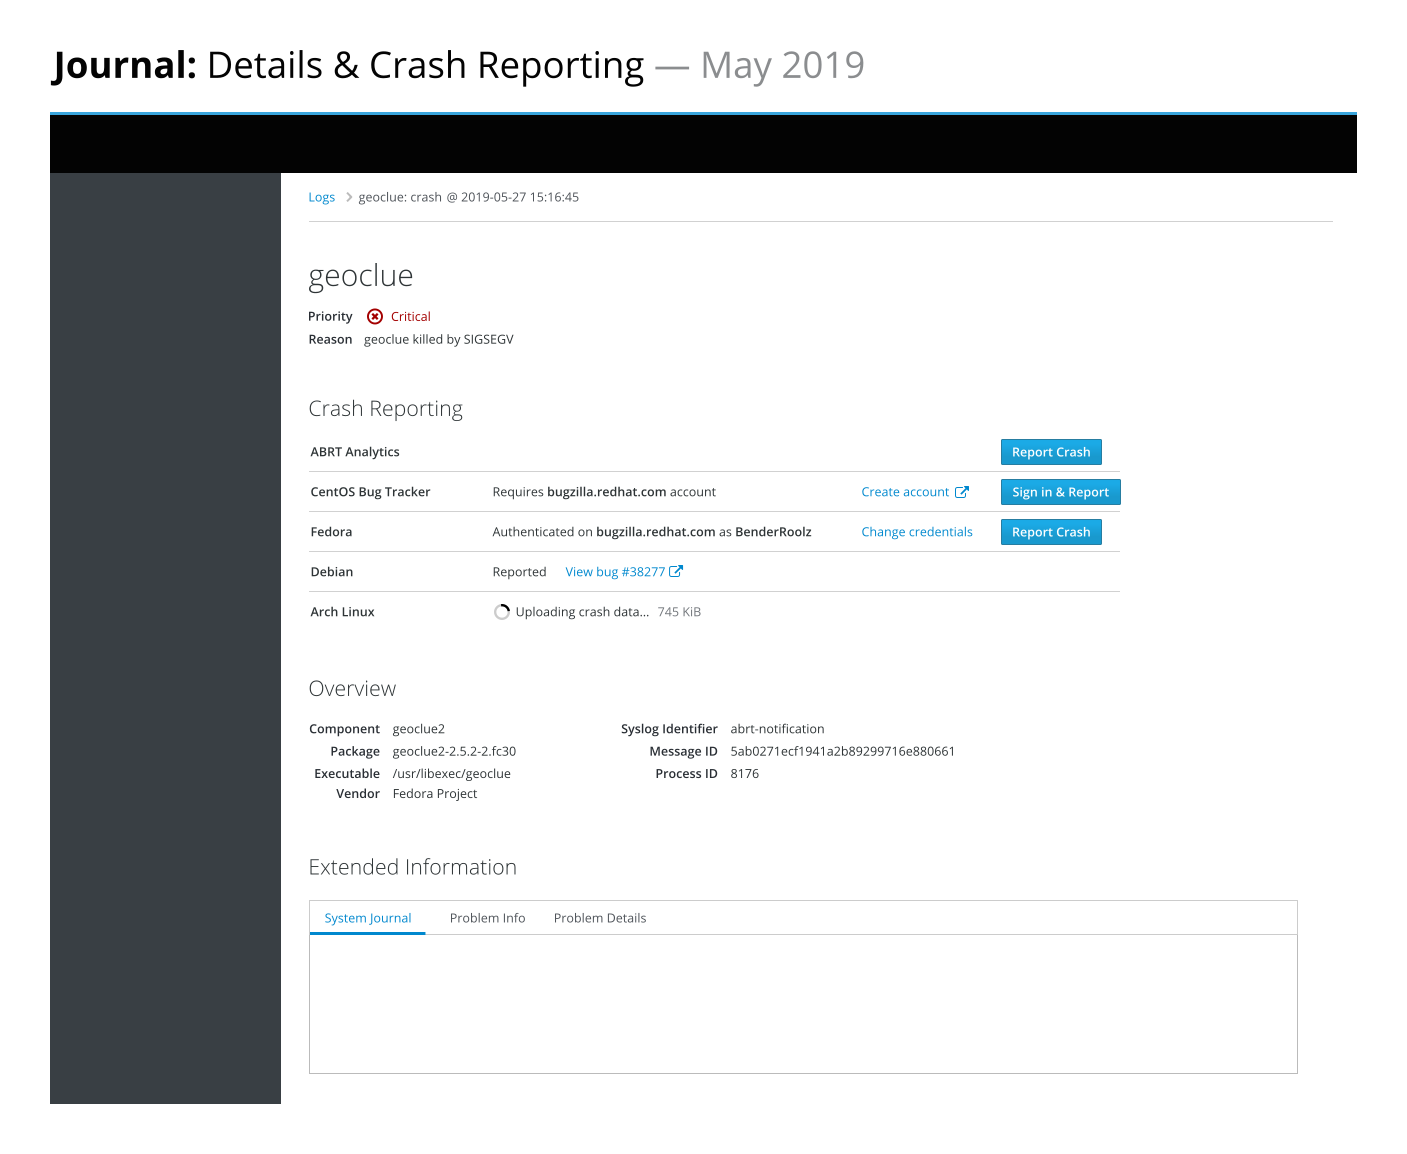 Journal: Details & Crash Reporting — May 2019
Logs geoclue: crash @ 2019-05-27 15:16:45
geoclue
Priority Critical
Reason geoclue killed by SIGSEGV
Crash Reporting
ABRT Analytics Report Crash
CentOS Bug Tracker Requires bugzilla.redhat.com account Create account Sign in & Report
Fedora Authenticated on bugzilla.redhat.com as BenderRoolz Change credentials Report Crash
Debian Reported View bug #38277
Arch Linux Uploading crash data... 745 KiB
Overview
Component geoclue2 Syslog Identifier abrt-notification
Package geoclue2-2.5.2-2.fc30 Message ID 5ab0271ecf1941a2b89299716e880661
Executable /usr/libexec/geoclue Process ID 8176
Vendor Fedora Project
Extended Information
System Journal Problem Info Problem Details